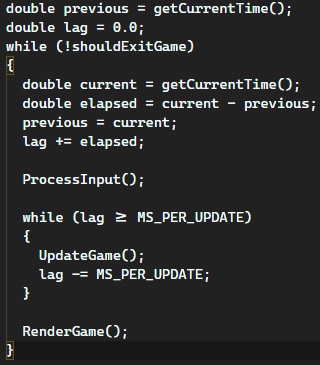 double previous = getCurrentTime();
double lag = 0.0;
while (!shouldExitGame)
{
  double current = getCurrentTime();
  double elapsed = current - previous;
  previous = current;
  lag += elapsed;

  ProcessInput();

  while (lag ≥ MS_PER_UPDATE)
  {
    UpdateGame();
    lag -= MS_PER_UPDATE;
  }

  RenderGame();
}